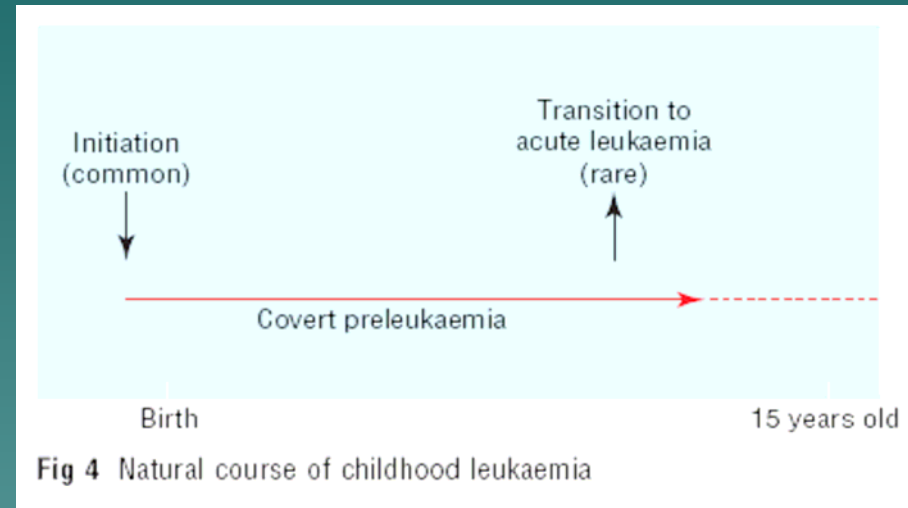 Initiation
(common)
Transition to
acute leukaemia
(rare)
Covert preleukaemia
Birth
15 years old
Fig 4 Natural course of childhood leukaemia